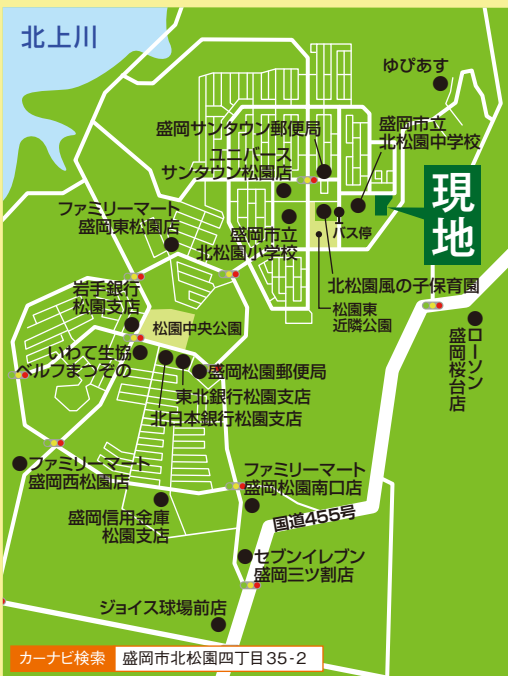 北上川
ゆぴあす
盛岡サンタウン郵便局
盛岡市立
北松園中学校
ユニバース
サンタウン松園店
現地
ファミリーマート
盛岡東松園店
盛岡市立
北松園小学校
バス停
北松園風の子保育園
松園東
近隣公園
岩手銀行
松園支店
松園中央公園
ローソン
盛岡桜台店
いわて生協
ベルフまつぞの
盛岡松園郵便局
東北銀行松園支店
北日本銀行松園支店
ファミリーマート
盛岡西松園店
ファミリーマート
盛岡松園南口店
盛岡信用金庫
松園支店
国道455号
セブンイレブン
盛岡三ツ割店
ジョイス球場前店
カーナビ検索 盛岡市北松園四丁目35-2